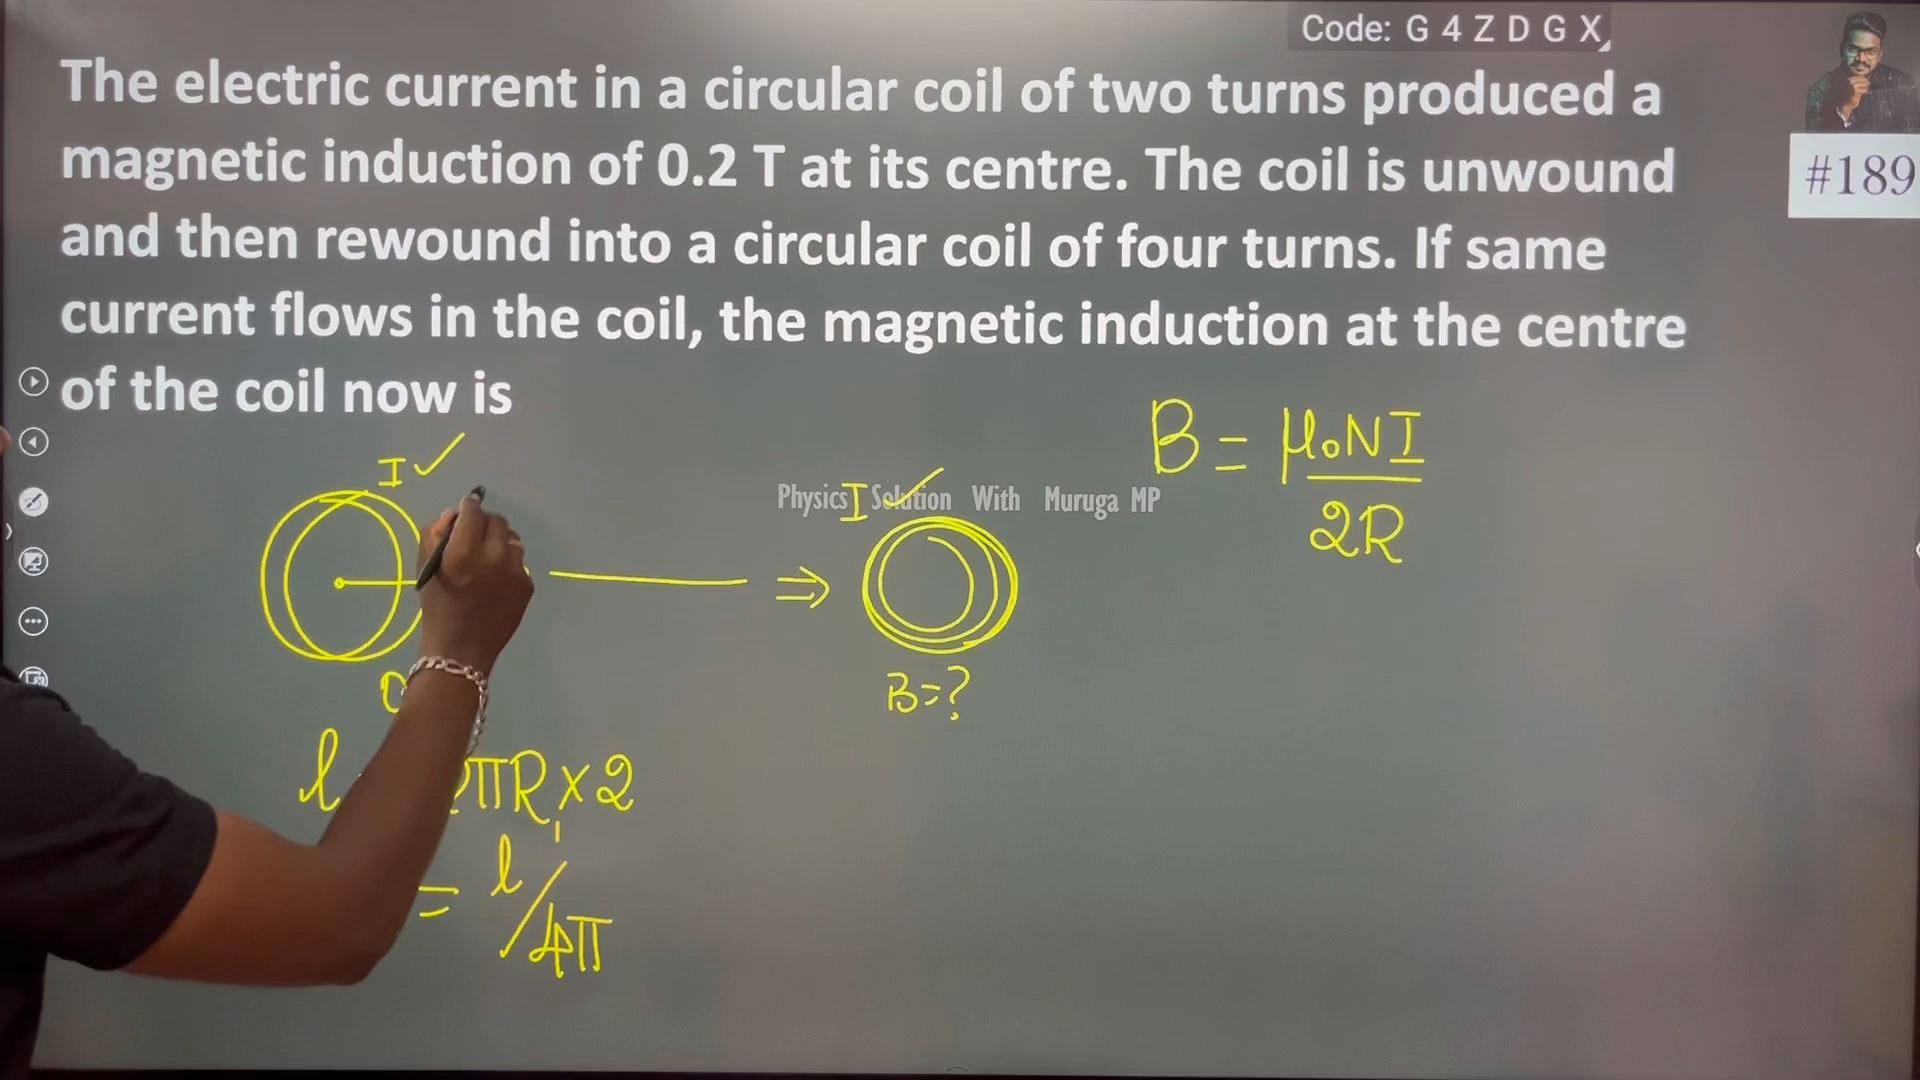 Code: G 4 Z D G X
The electric current in a circular coil of two turns produced a
magnetic induction of 0.2 T at its centre. The coil is unwound
#189
and then rewound into a circular coil of four turns. If same
current flows in the coil, the magnetic induction at the centre
of the coil now is
B = μ₀NI
2R
I ✓
Physics Solution With Muruga MP
I ✓
B=?
l πR₁×2
= l/4π